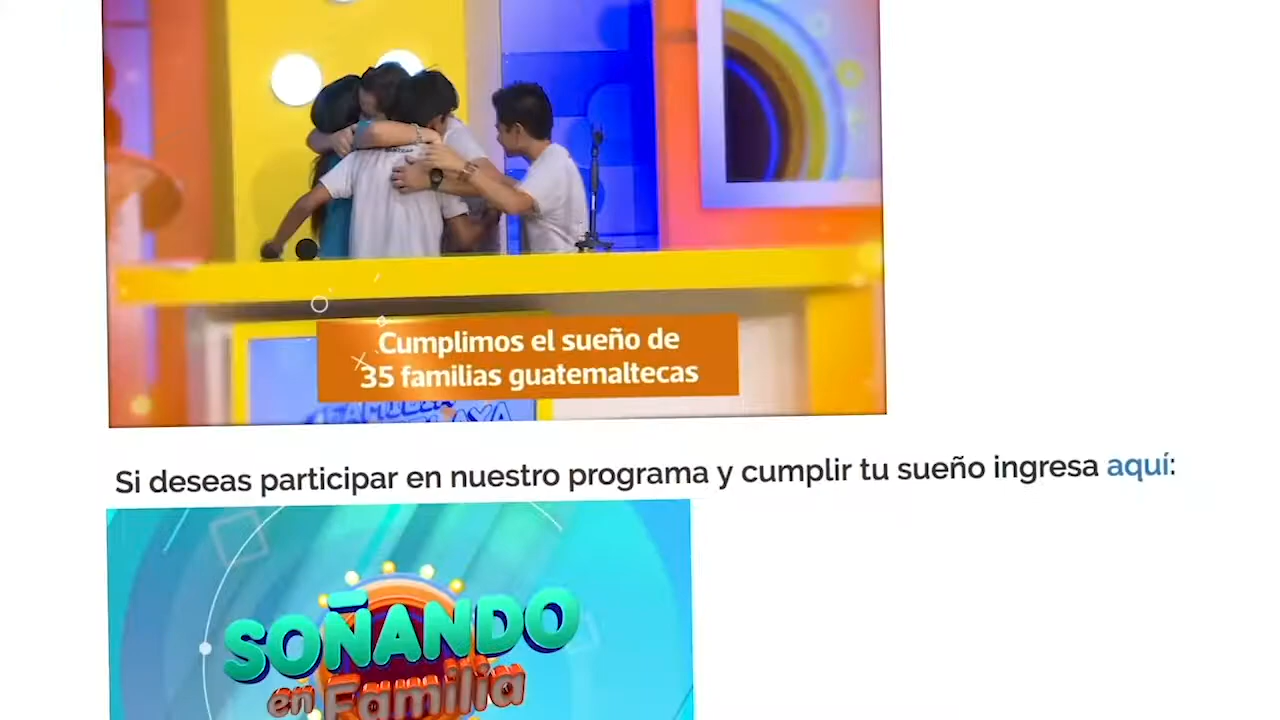 Cumplimos el sueño de
35 familias guatemaltecas
Si deseas participar en nuestro programa y cumplir tu sueño ingresa aquí:
SOÑANDO
en Familia